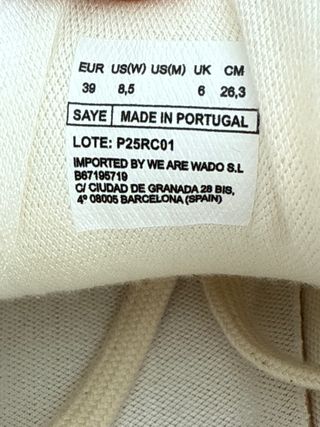 EUR US(W) US(M) UK CM
39 8,5 6 26,3
SAYE MADE IN PORTUGAL
LOTE: P25RC01
IMPORTED BY WE ARE WADO S.L
B67195719
C/ CIUDAD DE GRANADA 28 BIS,
4º 08005 BARCELONA (SPAIN)